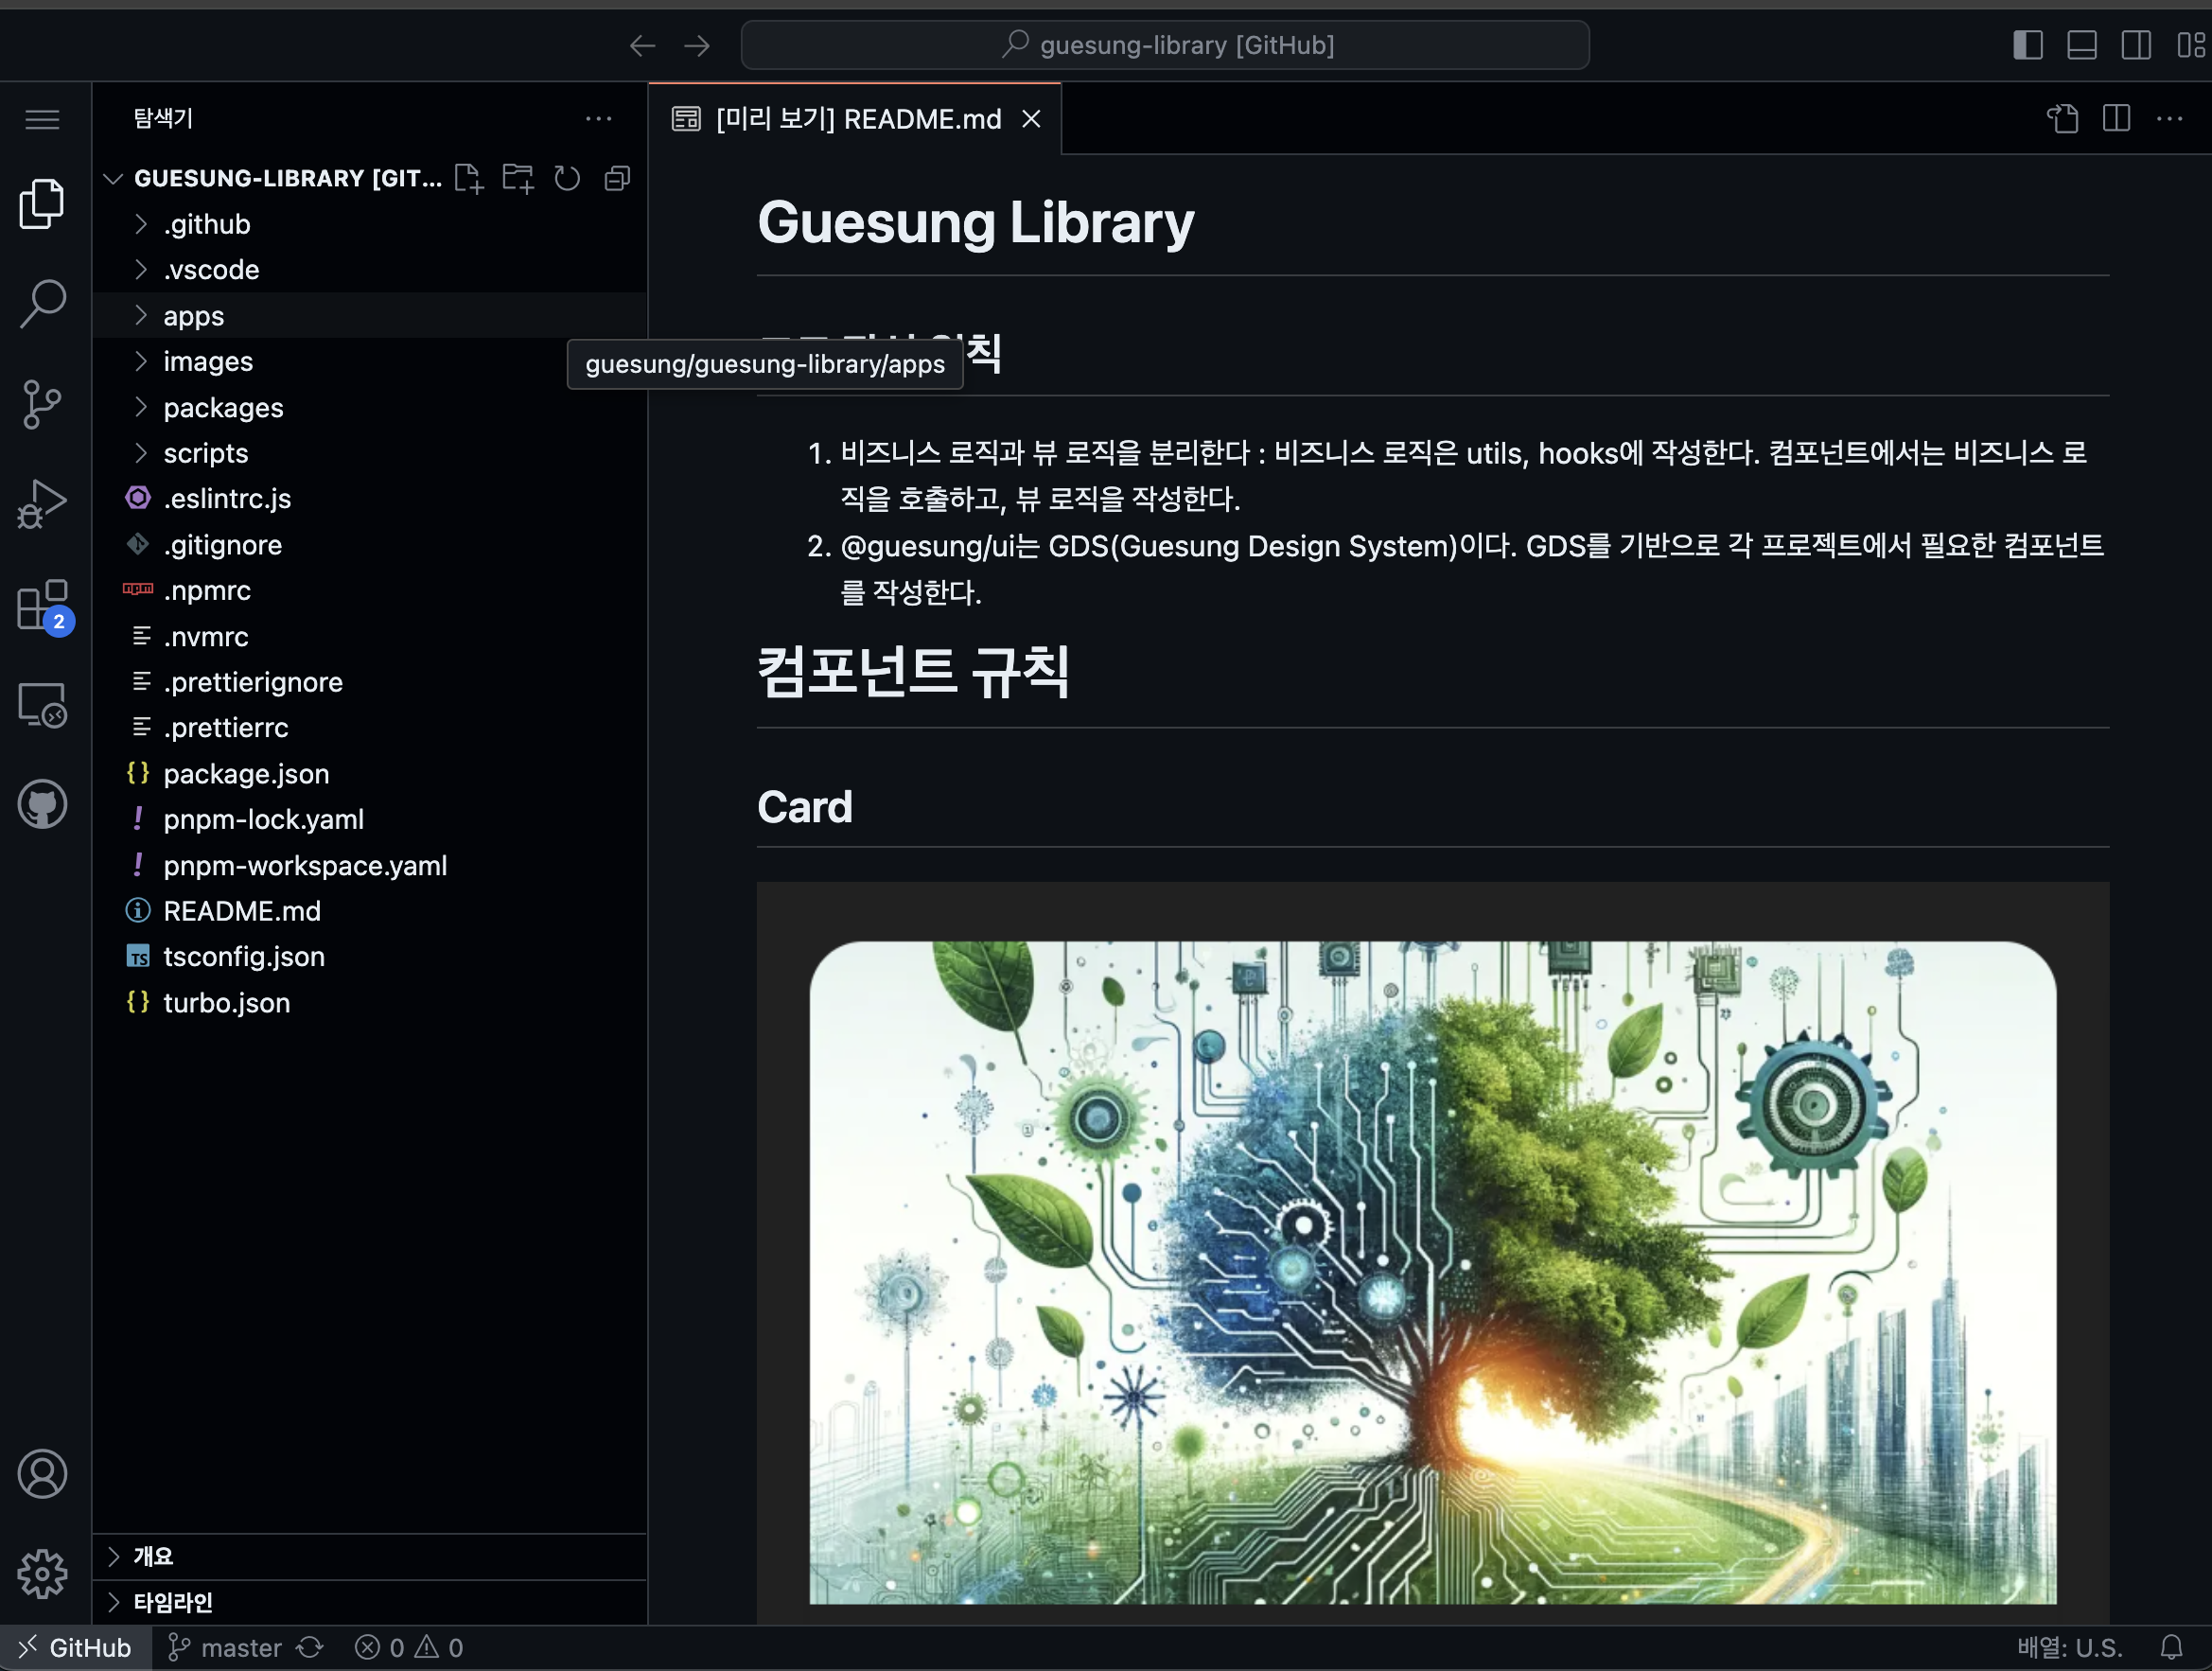 guesung-library [GitHub]
탐색기
[미리 보기] README.md
GUESUNG-LIBRARY [GIT...
.github
.vscode
apps
images
packages
scripts
.eslintrc.js
.gitignore
.npmrc
.nvmrc
.prettierignore
.prettierrc
package.json
pnpm-lock.yaml
pnpm-workspace.yaml
README.md
tsconfig.json
turbo.json
2
개요
타임라인
guesung/guesung-library/apps
Guesung Library
칙
1. 비즈니스 로직과 뷰 로직을 분리한다 : 비즈니스 로직은 utils, hooks에 작성한다. 컴포넌트에서는 비즈니스 로
직을 호출하고, 뷰 로직을 작성한다.
2. @guesung/ui는 GDS(Guesung Design System)이다. GDS를 기반으로 각 프로젝트에서 필요한 컴포넌트
를 작성한다.
컴포넌트 규칙
Card
GitHub
master
0
0
배열: U.S.